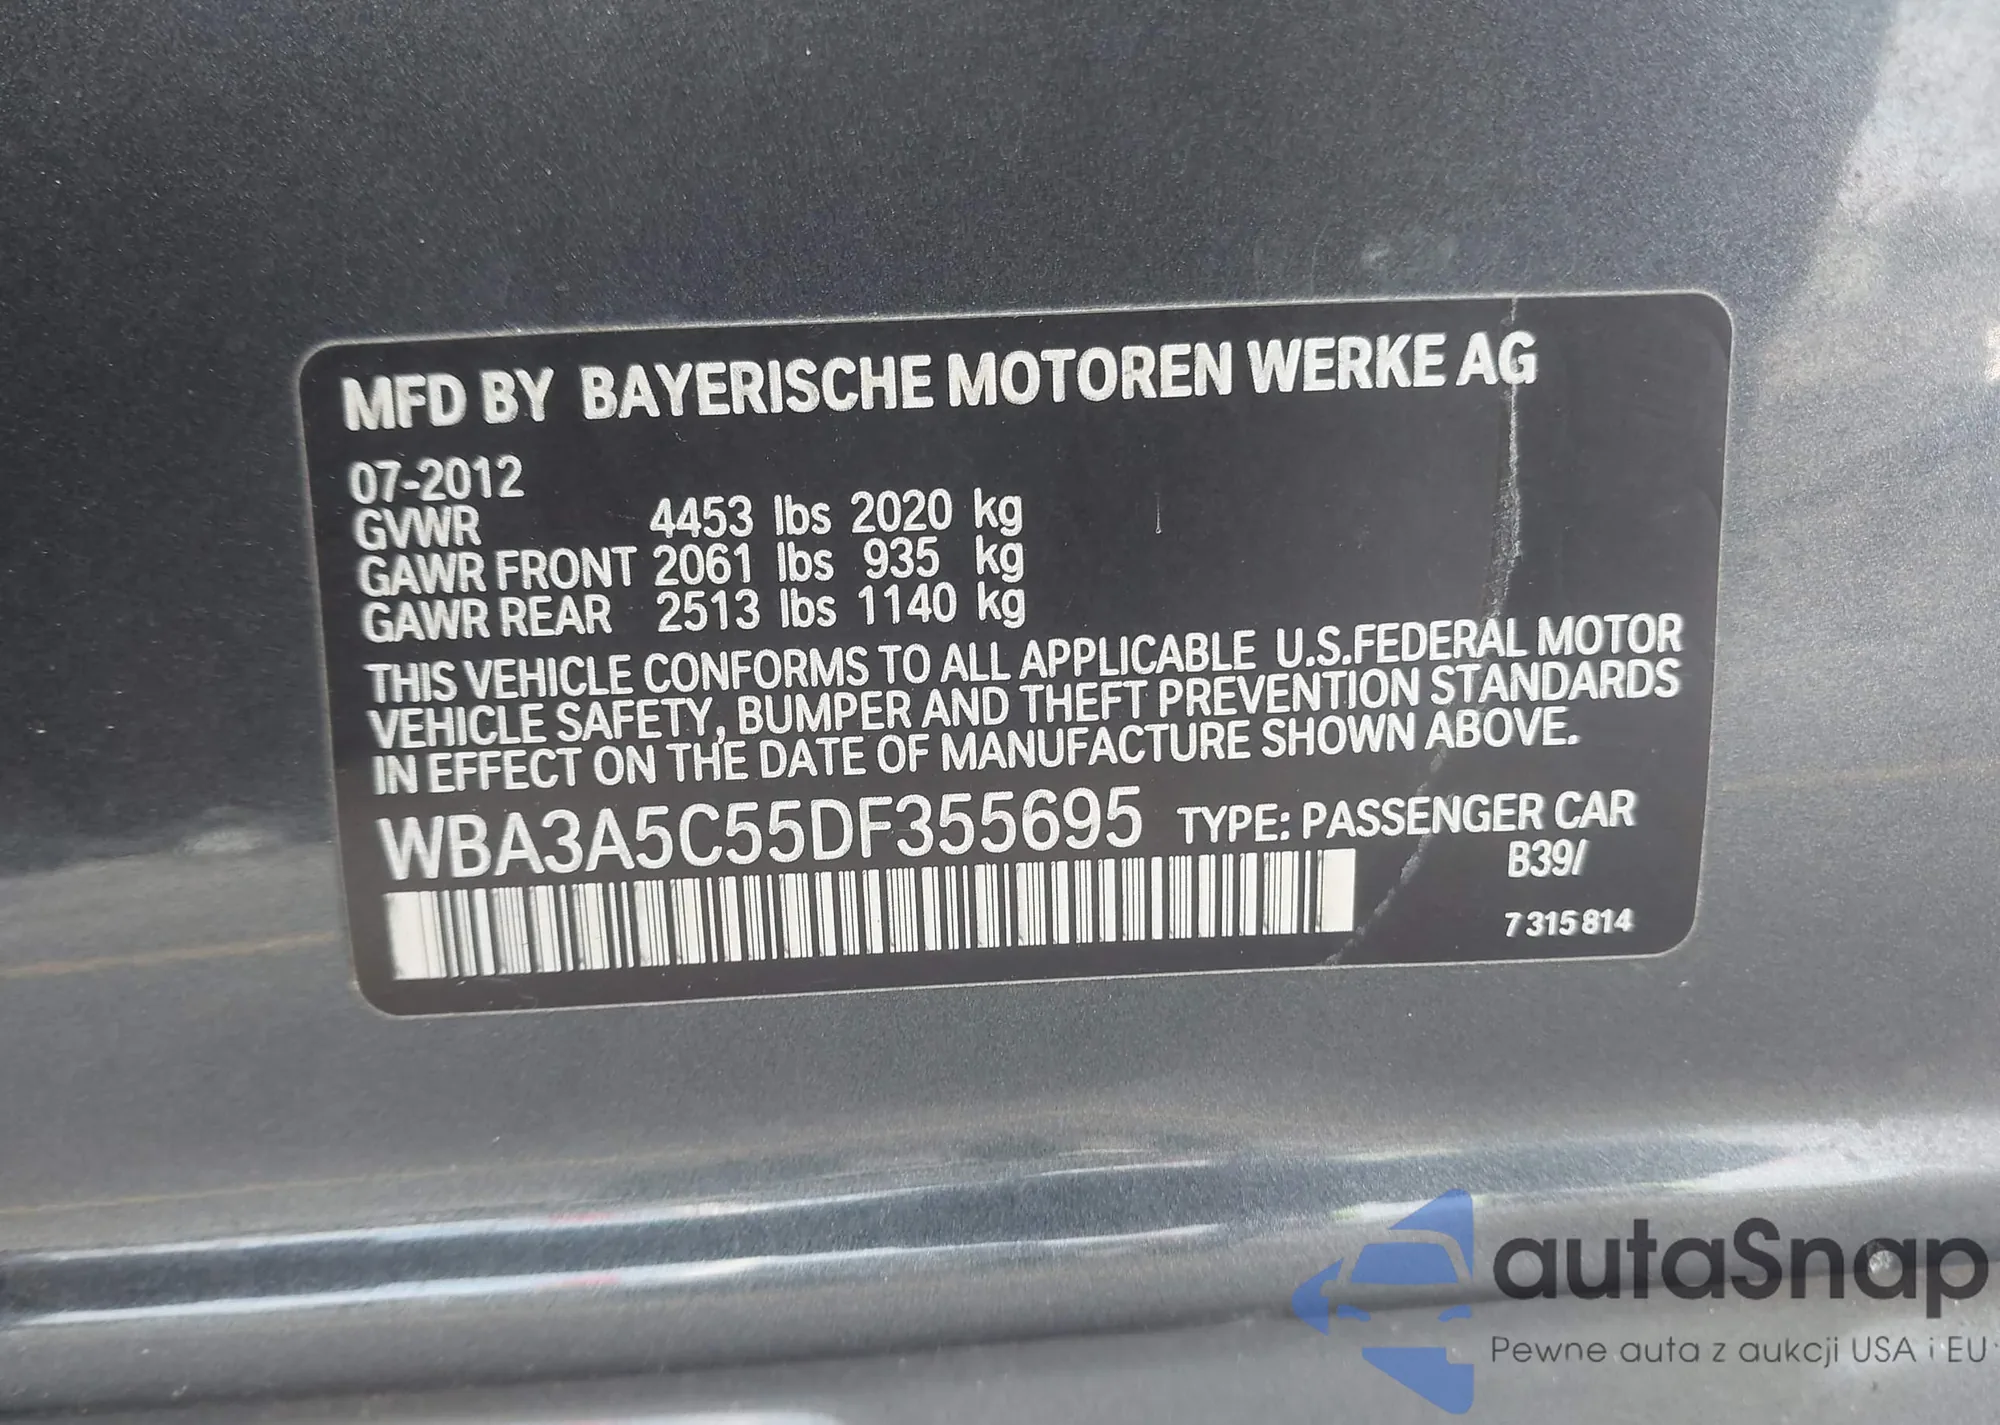 MFD BY BAYERISCHE MOTOREN WERKE AG
07-2012
GVWR 4453 lbs 2020 kg
GAWR FRONT 2061 lbs 935 kg
GAWR REAR 2513 lbs 1140 kg
THIS VEHICLE CONFORMS TO ALL APPLICABLE U.S.FEDERAL MOTOR
VEHICLE SAFETY, BUMPER AND THEFT PREVENTION STANDARDS
IN EFFECT ON THE DATE OF MANUFACTURE SHOWN ABOVE.
WBA3A5C55DF355695 TYPE: PASSENGER CAR
B39/
7 315 814
autaSnap
Pewne auta z aukcji USA i EU